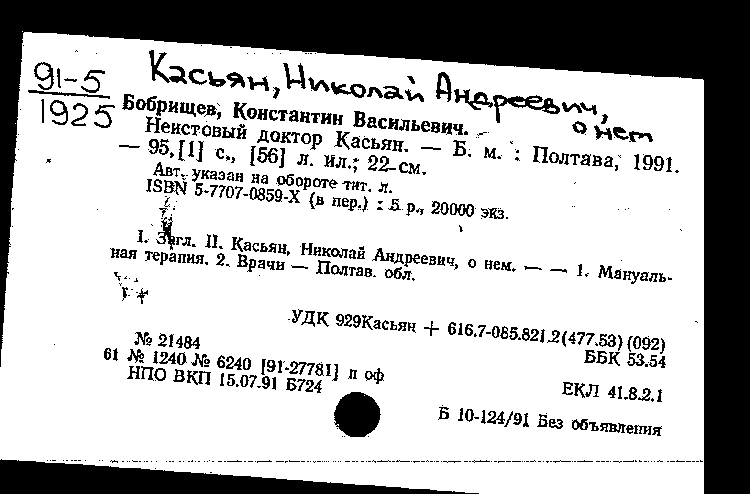 Касьян, Николай Андреевич,
о нем
91-5
1925
Бобрищев, Константин Васильевич.
Неистовый доктор Касьян. — Б. м. : Полтава, 1991.
— 95,[1] с., [56] л. ил.; 22 см.
Авт. указан на обороте тит. л.
ISBN 5-7707-0859-X (в пер.) : Б р., 20000 экз.
I. Загл. II. Касьян, Николай Андреевич, о нем. — — 1. Мануаль-
ная терапия. 2. Врачи — Полтав. обл.
УДК 929Касьян + 616.7-085.821.2(477.53) (092)
ББК 53.54
№ 21484
61 № 1240 № 6240 [91-27781] п оф
НПО ВКП 15.07.91 Б724
ЕКЛ 41.8.2.1
Б 10-124/91 Без объявления